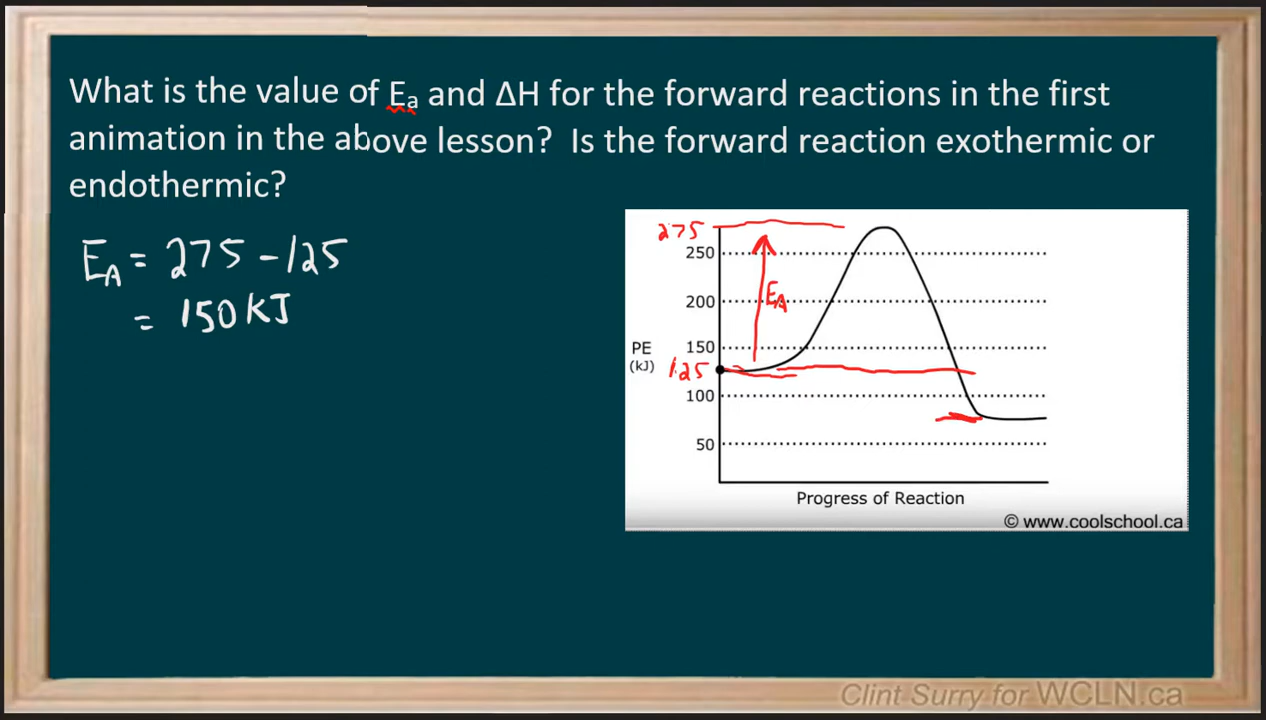 What is the value of Ea and ΔH for the forward reactions in the first
animation in the above lesson? Is the forward reaction exothermic or
endothermic?
EA = 275 - 125
= 150 KJ
275
250
200
EA
150
PE
(kJ)
125
100
50
Progress of Reaction
© www.coolschool.ca
Clint Surry for WCLN.ca